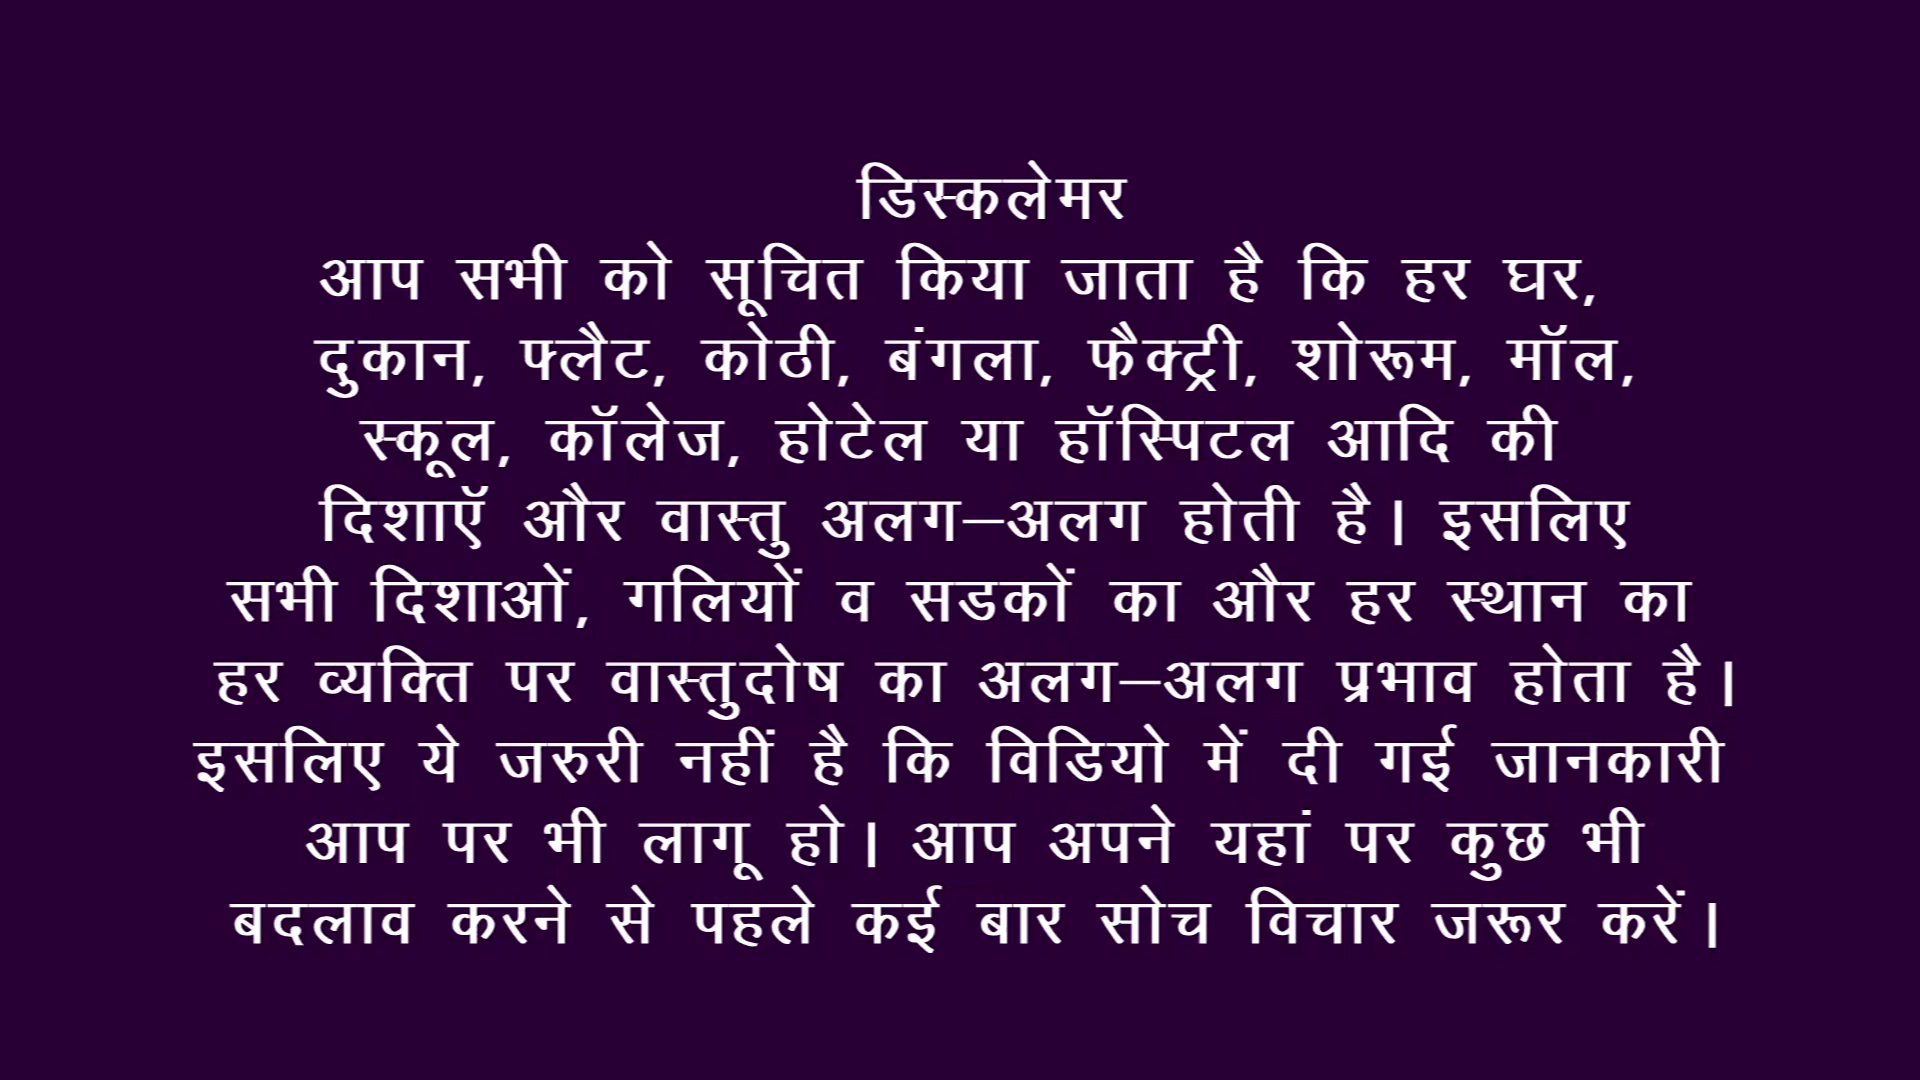 डिस्कलेमर
आप सभी को सूचित किया जाता है कि हर घर,
दुकान, फ्लैट, कोठी, बंगला, फैक्ट्री, शोरूम, मॉल,
स्कूल, कॉलेज, होटेल या हॉस्पिटल आदि की
दिशाएॅ और वास्तु अलग–अलग होती है। इसलिए
सभी दिशाओं, गलियों व सडकों का और हर स्थान का
हर व्यक्ति पर वास्तुदोष का अलग–अलग प्रभाव होता है।
इसलिए ये जरुरी नहीं है कि विडियो में दी गई जानकारी
आप पर भी लागू हो। आप अपने यहां पर कुछ भी
बदलाव करने से पहले कई बार सोच विचार जरूर करें।